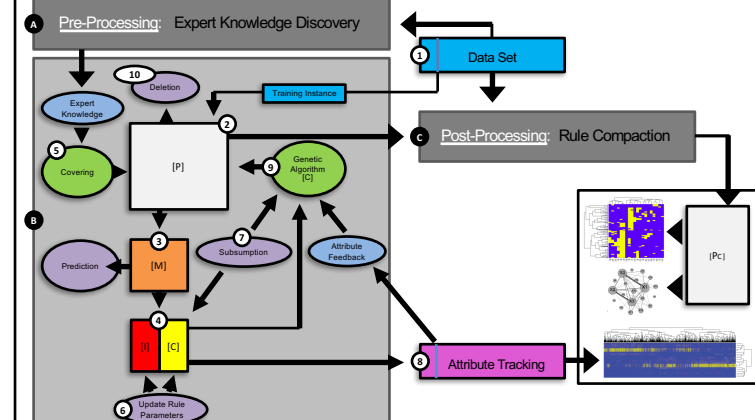 A Pre-Processing: Expert Knowledge Discovery
1 Data Set
10
Deletion
Training Instance
Expert
Knowledge
2
[P]
C Post-Processing: Rule Compaction
5
Covering
9
Genetic
Algorithm
[C]
B
3
[M]
Prediction
7
Subsumption
Attribute
Feedback
[Pc]
4
[I] [C]
8 Attribute Tracking
6 Update Rule
Parameters